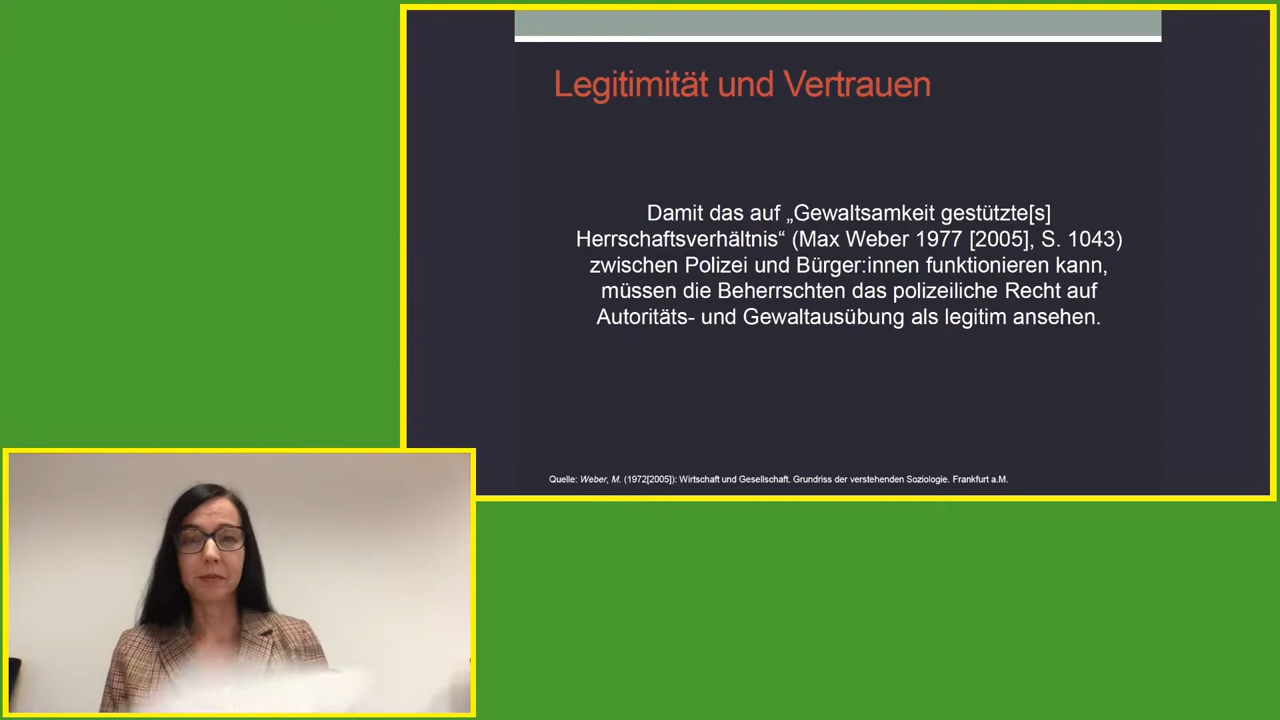 Legitimität und Vertrauen
Damit das auf „Gewaltsamkeit gestützte[s]
Herrschaftsverhältnis“ (Max Weber 1977 [2005], S. 1043)
zwischen Polizei und Bürger:innen funktionieren kann,
müssen die Beherrschten das polizeiliche Recht auf
Autoritäts- und Gewaltausübung als legitim ansehen.
Quelle: Weber, M. (1972[2005]): Wirtschaft und Gesellschaft. Grundriss der verstehenden Soziologie. Frankfurt a.M.